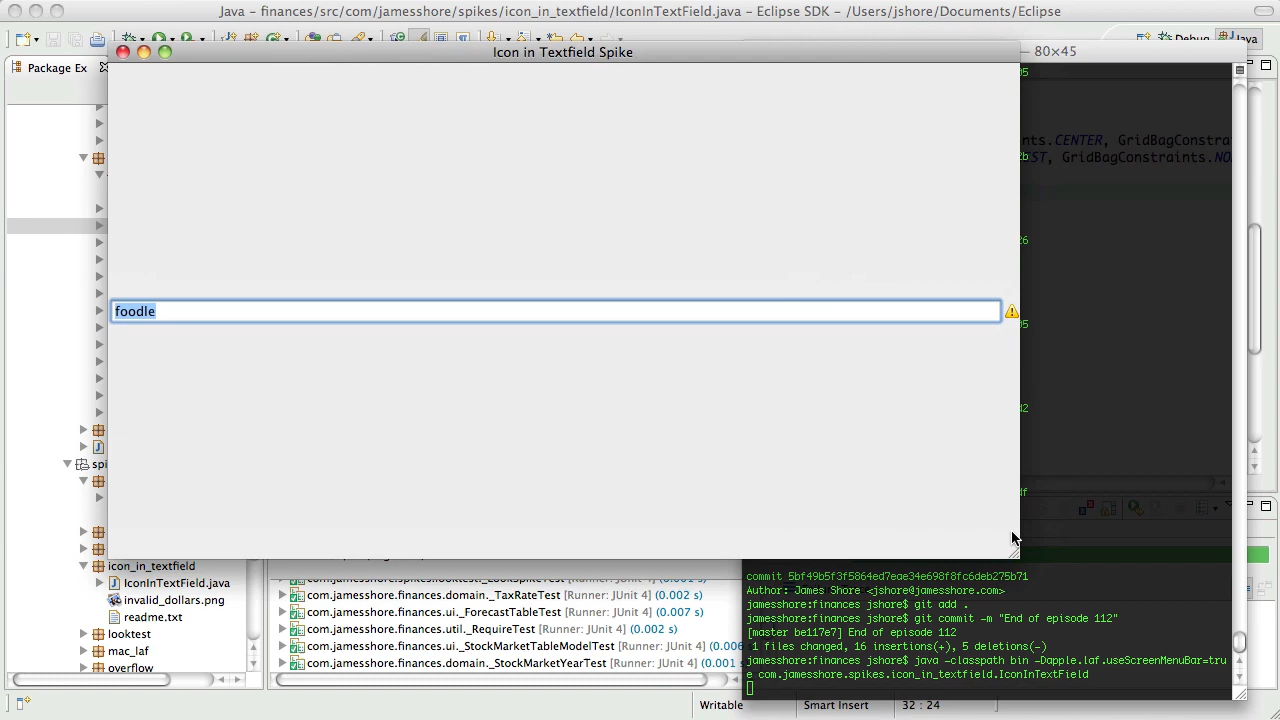 Java – finances/src/com/jamesshore/spikes/icon_in_textfield/IconInTextField.java – Eclipse SDK – /Users/jshore/Documents/Eclipse
Debug
Java
Package Ex
Icon in Textfield Spike
— 80×45
nts.CENTER, GridBagConstra
ST, GridBagConstraints.NO
foodle
spi
icon_in_textfield
IconInTextField.java
invalid_dollars.png
readme.txt
looktest
mac_laf
overflow
com.jamesshore.finances.domain._TaxRateTest [Runner: JUnit 4] (0.002 s)
com.jamesshore.finances.ui._ForecastTableTest [Runner: JUnit 4] (0.007 s)
com.jamesshore.finances.util._RequireTest [Runner: JUnit 4] (0.002 s)
com.jamesshore.finances.ui._StockMarketTableModelTest [Runner: JUnit 4] (0.006
com.jamesshore.finances.domain._StockMarketYearTest [Runner: JUnit 4] (0.001 s
commit 5bf49b5f3f5864ed7eae34e698f8fc6deb275b71
Author: James Shore <jshore@jamesshore.com>
jamesshore:finances jshore$ git add .
jamesshore:finances jshore$ git commit -m "End of episode 112"
[master be117e7] End of episode 112
1 files changed, 16 insertions(+), 5 deletions(-)
jamesshore:finances jshore$ java -classpath bin -Dapple.laf.useScreenMenuBar=tru
e com.jamesshore.spikes.icon_in_textfield.IconInTextField
Writable
Smart Insert
32 : 24